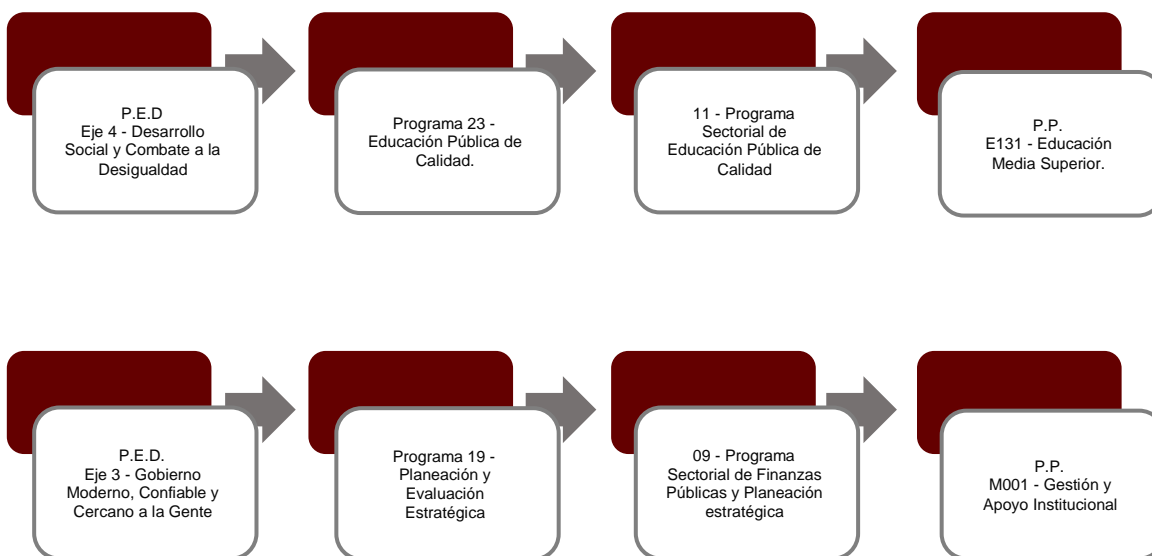 P.E.D
Eje 4 - Desarrollo
Social y Combate a la
Desigualdad
Programa 23 -
Educación Pública de
Calidad.
11 - Programa
Sectorial de
Educación Pública de
Calidad
P.P.
E131 - Educación
Media Superior.
P.E.D.
Eje 3 - Gobierno
Moderno, Confiable y
Cercano a la Gente
Programa 19 -
Planeación y
Evaluación
Estratégica
09 - Programa
Sectorial de Finanzas
Públicas y Planeación
estratégica
P.P.
M001 - Gestión y
Apoyo Institucional